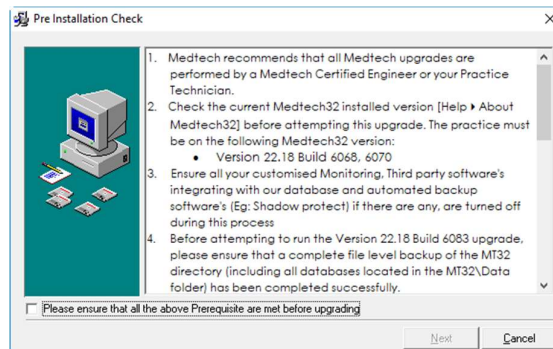 Pre Installation Check
1. Medtech recommends that all Medtech upgrades are
performed by a Medtech Certified Engineer or your Practice
Technician.
2. Check the current Medtech32 installed version [Help ▸ About
Medtech32] before attempting this upgrade. The practice must
be on the following Medtech32 version:
• Version 22.18 Build 6068, 6070
3. Ensure all your customised Monitoring, Third party software's
integrating with our database and automated backup
software's (Eg: Shadow protect) if there are any, are turned off
during this process
4. Before attempting to run the Version 22.18 Build 6083 upgrade,
please ensure that a complete file level backup of the MT32
directory (including all databases located in the MT32\Data
folder) has been completed successfully.
Please ensure that all the above Prerequisite are met before upgrading
Next Cancel